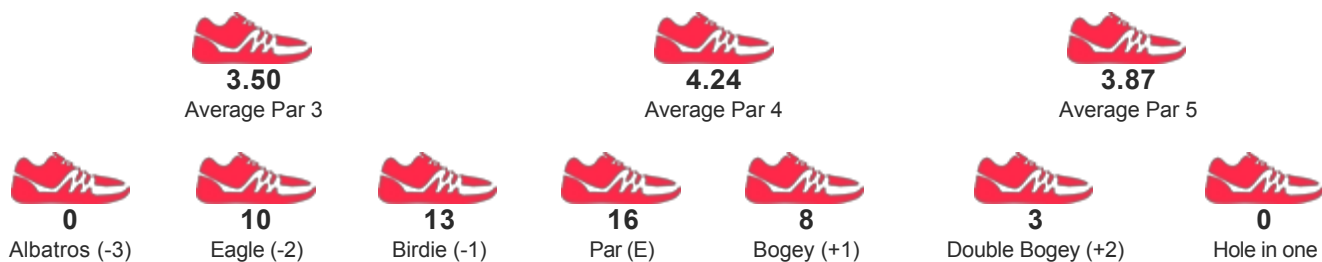 3.50 4.24 3.87
Average Par 3 Average Par 4 Average Par 5
0 10 13 16 8 3 0
Albatros (-3) Eagle (-2) Birdie (-1) Par (E) Bogey (+1) Double Bogey (+2) Hole in one